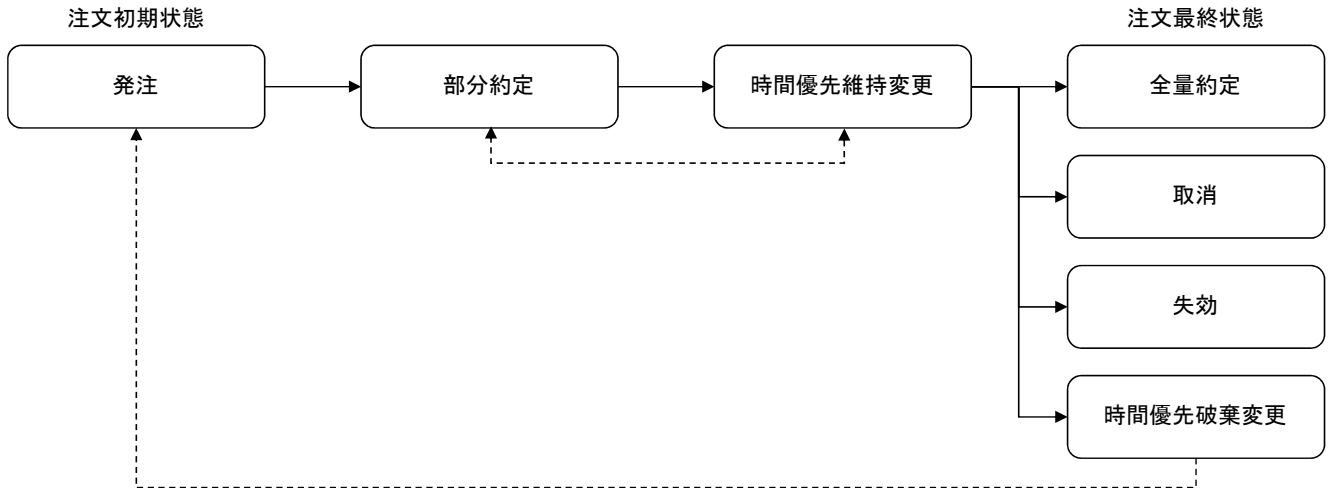 注文初期状態
注文最終状態
発注
部分約定
時間優先維持変更
全量約定
取消
失効
時間優先破棄変更